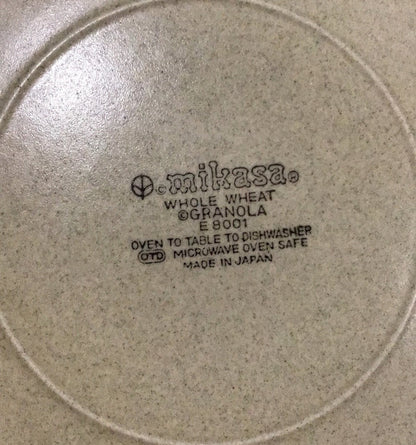 mikasa®
WHOLE WHEAT
©GRANOLA
E 8001
OVEN TO TABLE TO DISHWASHER
OTD MICROWAVE OVEN SAFE
MADE IN JAPAN